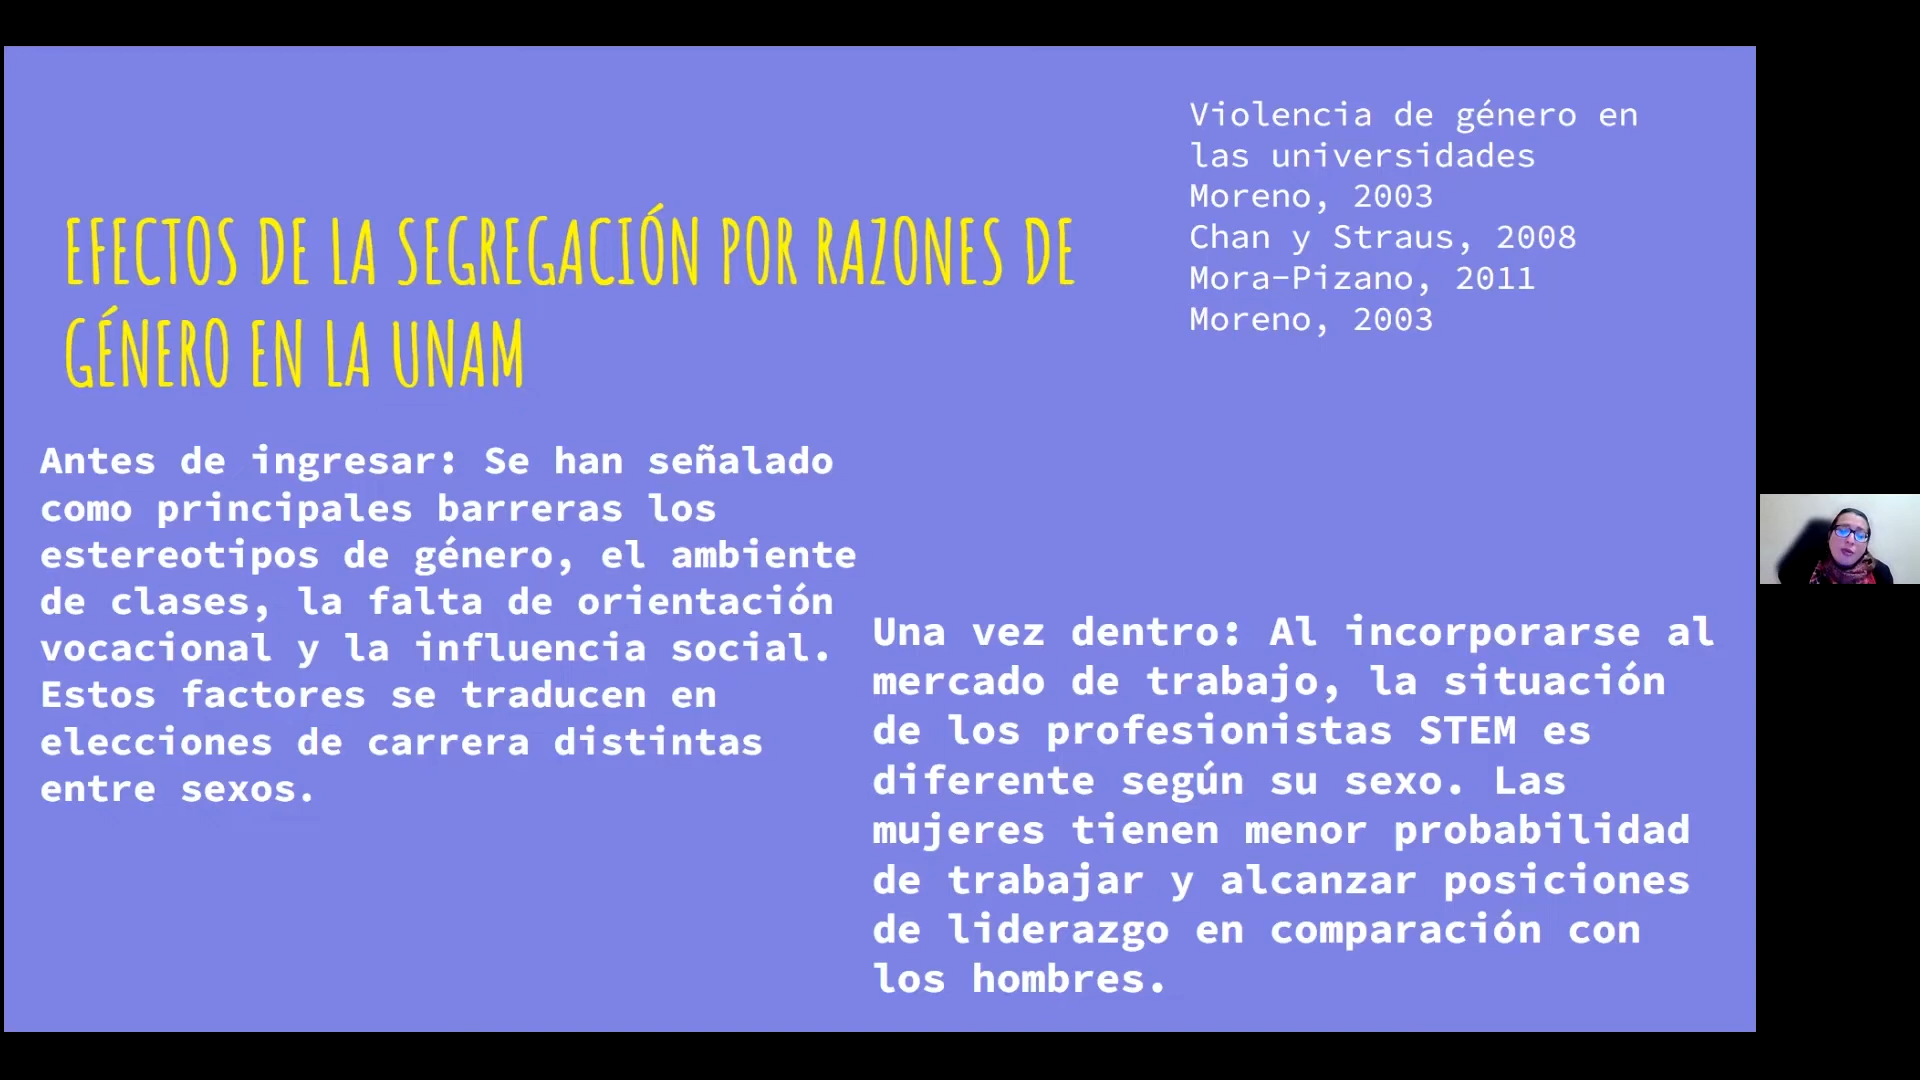 Violencia de género en
las universidades
Moreno, 2003
Chan y Straus, 2008
Mora-Pizano, 2011
Moreno, 2003
EFECTOS DE LA SEGREGACIÓN POR RAZONES DE
GÉNERO EN LA UNAM
Antes de ingresar: Se han señalado
como principales barreras los
estereotipos de género, el ambiente
de clases, la falta de orientación
vocacional y la influencia social.
Estos factores se traducen en
elecciones de carrera distintas
entre sexos.
Una vez dentro: Al incorporarse al
mercado de trabajo, la situación
de los profesionistas STEM es
diferente según su sexo. Las
mujeres tienen menor probabilidad
de trabajar y alcanzar posiciones
de liderazgo en comparación con
los hombres.